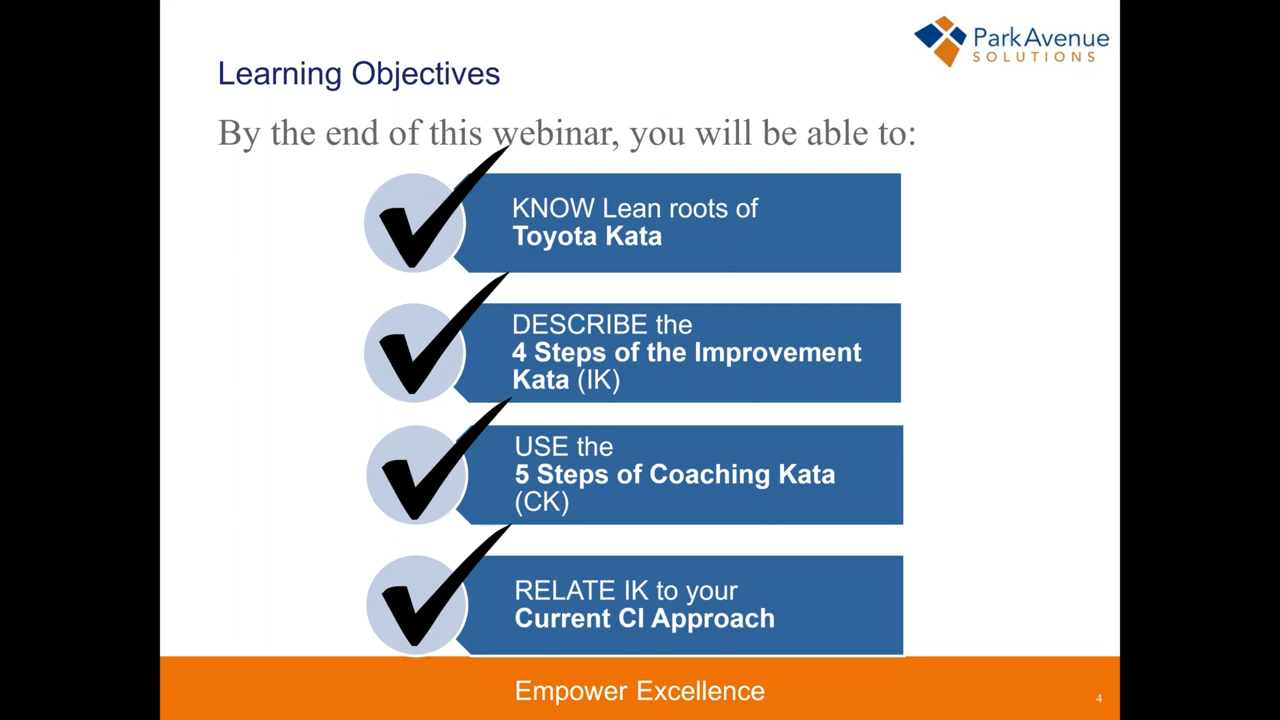 ParkAvenue
SOLUTIONS
Learning Objectives
By the end of this webinar, you will be able to:
KNOW Lean roots of
Toyota Kata
DESCRIBE the
4 Steps of the Improvement
Kata (IK)
USE the
5 Steps of Coaching Kata
(CK)
RELATE IK to your
Current CI Approach
Empower Excellence
4